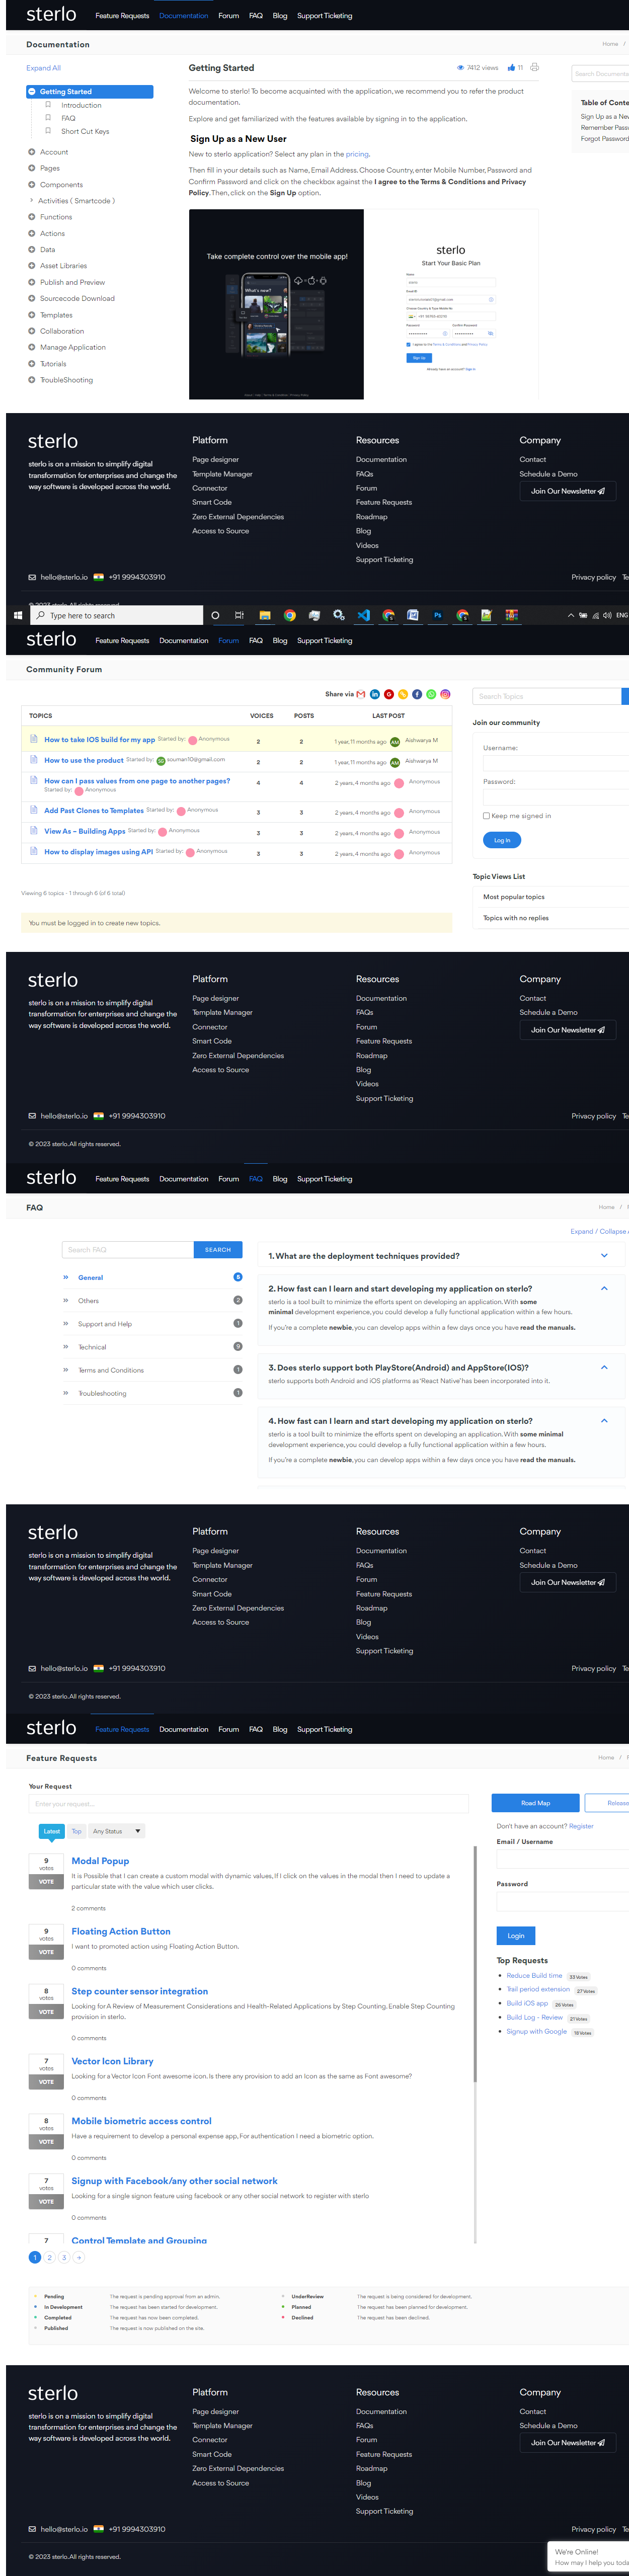 sterlo Feature Requests Documentation Forum FAQ Blog Support Ticketing
Documentation
Home /
Expand All
Getting Started
Introduction
FAQ
Short Cut Keys
Account
Pages
Components
Activities ( Smartcode )
Functions
Actions
Data
Asset Libraries
Publish and Preview
Sourcecode Download
Templates
Collaboration
Manage Application
Tutorials
TroubleShooting
Getting Started
7412 views 11
Welcome to sterlo! To become acquainted with the application, we recommend you to refer the product
documentation.
Explore and get familiarized with the features available by signing in to the application.
Sign Up as a New User
New to sterlo application? Select any plan in the pricing.
Then fill in your details such as Name, Email Address. Choose Country, enter Mobile Number, Password and
Confirm Password and click on the checkbox against the I agree to the Terms & Conditions and Privacy
Policy. Then, click on the Sign Up option.
Take complete control over the mobile app!
What's new?
sterlo
Start Your Basic Plan
Name
sterlo
Email ID
Password Confirm Password
I agree to the Terms & Conditions and Privacy Policy
Sign Up
Already have an account? Sign In
Search Documenta
Table of Conte
Sign Up as a Nev
Remember Passw
Forgot Password
sterlo
sterlo is on a mission to simplify digital
transformation for enterprises and change the
way software is developed across the world.
Platform
Page designer
Template Manager
Connector
Smart Code
Zero External Dependencies
Access to Source
Resources
Documentation
FAQs
Forum
Feature Requests
Roadmap
Blog
Videos
Support Ticketing
Company
Contact
Schedule a Demo
Join Our Newsletter
hello@sterlo.io +91 9994303910
Privacy policy Te
© 2023 sterlo. All rights reserved.
Type here to search
ENG
sterlo Feature Requests Documentation Forum FAQ Blog Support Ticketing
Community Forum
Share via
TOPICS VOICES POSTS LAST POST
How to take IOS build for my app Started by: Anonymous 2 2 1 year, 11 months ago AM Aishwarya M
How to use the product Started by: SO souman10@gmail.com 2 2 1 year, 11 months ago AM Aishwarya M
How can I pass values from one page to another pages? 4 4 2 years, 4 months ago Anonymous
Started by: Anonymous
Add Past Clones to Templates Started by: Anonymous 3 3 2 years, 4 months ago Anonymous
View As – Building Apps Started by: Anonymous 3 3 2 years, 4 months ago Anonymous
How to display images using API Started by: Anonymous 3 3 2 years, 4 months ago Anonymous
Viewing 6 topics - 1 through 6 (of 6 total)
You must be logged in to create new topics.
Search Topics
Join our community
Username:
Password:
Keep me signed in
Log In
Topic Views List
Most popular topics
Topics with no replies
sterlo
sterlo is on a mission to simplify digital
transformation for enterprises and change the
way software is developed across the world.
Platform
Page designer
Template Manager
Connector
Smart Code
Zero External Dependencies
Access to Source
Resources
Documentation
FAQs
Forum
Feature Requests
Roadmap
Blog
Videos
Support Ticketing
Company
Contact
Schedule a Demo
Join Our Newsletter
hello@sterlo.io +91 9994303910
Privacy policy Te
© 2023 sterlo. All rights reserved.
sterlo Feature Requests Documentation Forum FAQ Blog Support Ticketing
FAQ
Home / F
Expand / Collapse A
Search FAQ SEARCH
General 5
Others 2
Support and Help 1
Technical 9
Terms and Conditions 1
Troubleshooting 1
1. What are the deployment techniques provided?
2. How fast can I learn and start developing my application on sterlo?
sterlo is a tool built to minimize the efforts spent on developing an application. With some
minimal development experience, you could develop a fully functional application within a few hours.
If you're a complete newbie, you can develop apps within a few days once you have read the manuals.
3. Does sterlo support both PlayStore(Android) and AppStore(IOS)?
sterlo supports both Android and iOS platforms as 'React Native' has been incorporated into it.
4. How fast can I learn and start developing my application on sterlo?
sterlo is a tool built to minimize the efforts spent on developing an application. With some minimal
development experience, you could develop a fully functional application within a few hours.
If you're a complete newbie, you can develop apps within a few days once you have read the manuals.
sterlo
sterlo is on a mission to simplify digital
transformation for enterprises and change the
way software is developed across the world.
Platform
Page designer
Template Manager
Connector
Smart Code
Zero External Dependencies
Access to Source
Resources
Documentation
FAQs
Forum
Feature Requests
Roadmap
Blog
Videos
Support Ticketing
Company
Contact
Schedule a Demo
Join Our Newsletter
hello@sterlo.io +91 9994303910
Privacy policy Te
© 2023 sterlo. All rights reserved.
sterlo Feature Requests Documentation Forum FAQ Blog Support Ticketing
Feature Requests
Home / F
Your Request
Enter your request...
Latest Top Any Status
9 votes VOTE
Modal Popup
It is Possible that I can create a custom modal with dynamic values, If I click on the values in the modal then I need to update a
particular state with the value which user clicks.
2 comments
9 votes VOTE
Floating Action Button
I want to promoted action using Floating Action Button.
0 comments
8 votes VOTE
Step counter sensor integration
Looking for A Review of Measurement Considerations and Health-Related Applications by Step Counting. Enable Step Counting
provision in sterlo.
0 comments
7 votes VOTE
Vector Icon Library
Looking for a Vector Icon Font awesome icon. Is there any provision to add an Icon as the same as Font awesome?
0 comments
8 votes VOTE
Mobile biometric access control
Have a requirement to develop a personal expense app, For authentication I need a biometric option.
0 comments
7 votes VOTE
Signup with Facebook/any other social network
Looking for a single signon feature using facebook or any other social network to register with sterlo
0 comments
7
Control Template and Grouping
1 2 3 →
Road Map Release
Don't have an account? Register
Email / Username
Password
Login
Top Requests
Reduce Build time 33 Votes
Trail period extension 27 Votes
Build IOS app 26 Votes
Build Log - Review 21 Votes
Signup with Google 18 Votes
Pending The request is pending approval from an admin.
In Development The request has been started for development.
Completed The request has now been completed.
Published The request is now published on the site.
UnderReview The request is being considered for development.
Planned The request has been planned for development.
Declined The request has been declined.
sterlo
sterlo is on a mission to simplify digital
transformation for enterprises and change the
way software is developed across the world.
Platform
Page designer
Template Manager
Connector
Smart Code
Zero External Dependencies
Access to Source
Resources
Documentation
FAQs
Forum
Feature Requests
Roadmap
Blog
Videos
Support Ticketing
Company
Contact
Schedule a Demo
Join Our Newsletter
hello@sterlo.io +91 9994303910
Privacy policy Te
© 2023 sterlo. All rights reserved.
We're Online!
How may I help you toda